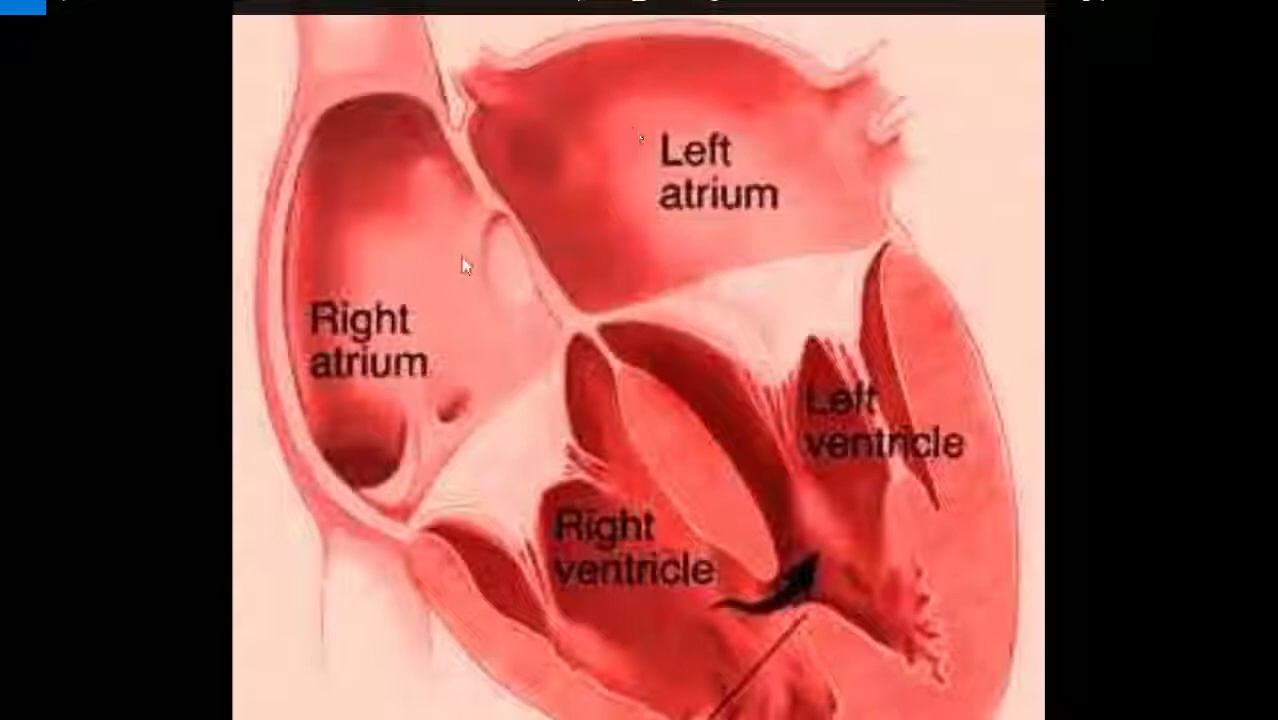 Left
atrium
Right
atrium
Left
ventricle
Right
ventricle